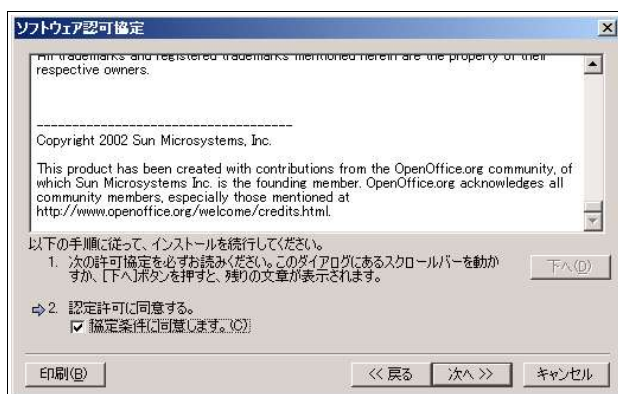 ソフトウェア認可協定
All trademarks and registered trademarks mentioned herein are the property of their
respective owners.
-----------------------------------
Copyright 2002 Sun Microsystems, Inc.
This product has been created with contributions from the OpenOffice.org community, of
which Sun Microsystems Inc. is the founding member. OpenOffice.org acknowledges all
community members, especially those mentioned at
http://www.openoffice.org/welcome/credits.html.
以下の手順に従って、インストールを続行してください。
1. 次の許可協定を必ずお読みください。このダイアログにあるスクロールバーを動か
すか、[下へ]ボタンを押すと、残りの文章が表示されます。
下へ(D)
2. 認定許可に同意する。
協定条件に同意します。(C)
印刷(B)
<< 戻る
次へ >>
キャンセル